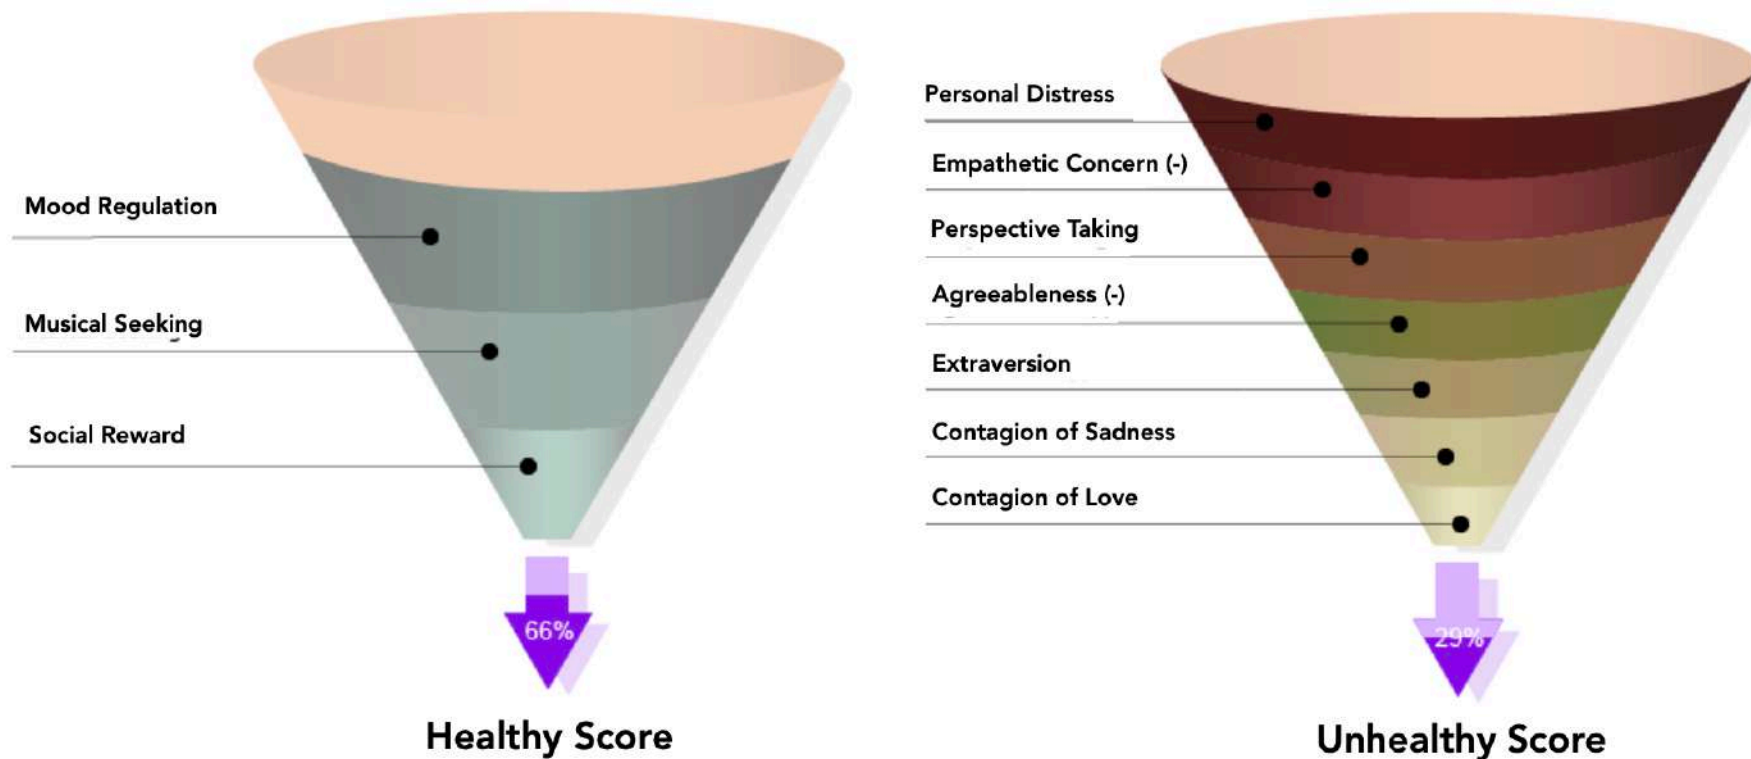 Mood Regulation
Musical Seeking
Social Reward
66%
Healthy Score
Personal Distress
Empathetic Concern (-)
Perspective Taking
Agreeableness (-)
Extraversion
Contagion of Sadness
Contagion of Love
29%
Unhealthy Score